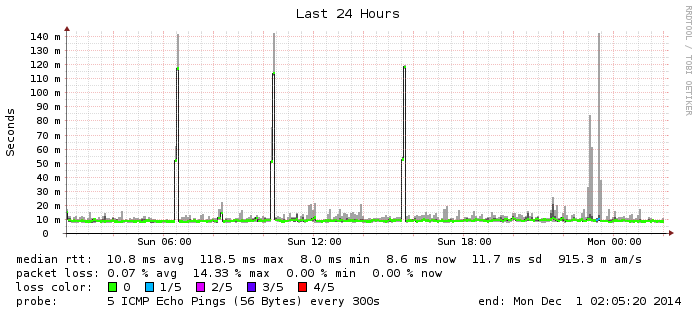 Last 24 Hours
RRDTOOL / TOBI OETIKER
Seconds
140 m
130 m
120 m
110 m
100 m
90 m
80 m
70 m
60 m
50 m
40 m
30 m
20 m
10 m
0
Sun 06:00 Sun 12:00 Sun 18:00 Mon 00:00
median rtt: 10.8 ms avg 118.5 ms max 8.0 ms min 8.6 ms now 11.7 ms sd 915.3 m am/s
packet loss: 0.07 % avg 14.33 % max 0.00 % min 0.00 % now
loss color: 0 1/5 2/5 3/5 4/5
probe: 5 ICMP Echo Pings (56 Bytes) every 300s end: Mon Dec 1 02:05:20 2014